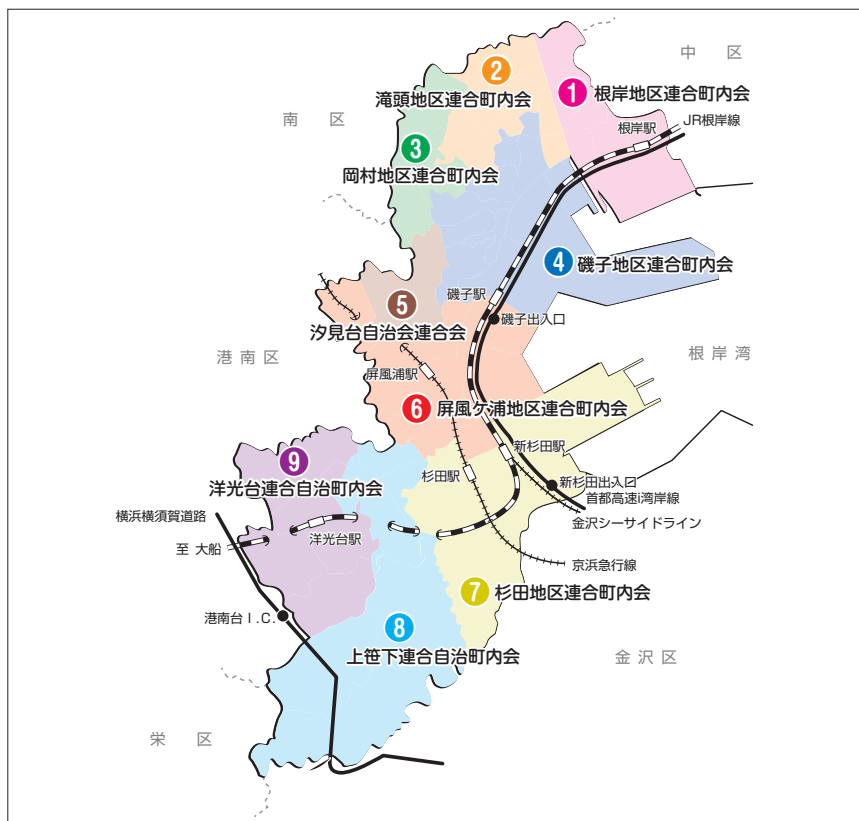 中区
2
1
滝頭地区連合町内会
根岸地区連合町内会
南区
根岸駅
JR根岸線
3
岡村地区連合町内会
4
磯子地区連合町内会
磯子駅
5
磯子出入口
汐見台自治会連合会
港南区
根岸湾
屏風浦駅
6
屏風ケ浦地区連合町内会
新杉田駅
9
杉田駅
洋光台連合自治町内会
新杉田出入口
首都高速i湾岸線
横浜横須賀道路
金沢シーサイドライン
洋光台駅
至 大船
京浜急行線
7
杉田地区連合町内会
港南台 I.C.
8
上笹下連合自治町内会
金沢区
栄区